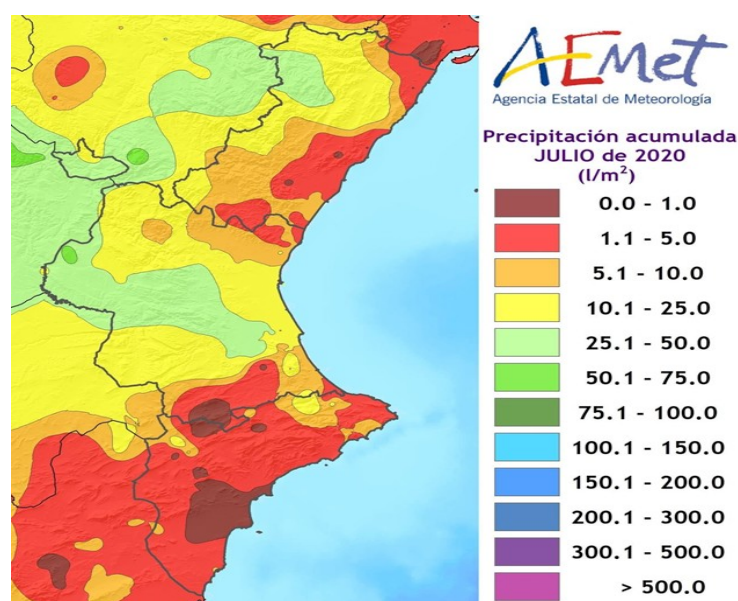 AEMet
Agencia Estatal de Meteorología
Precipitación acumulada
JULIO de 2020
(l/m²)
0.0 - 1.0
1.1 - 5.0
5.1 - 10.0
10.1 - 25.0
25.1 - 50.0
50.1 - 75.0
75.1 - 100.0
100.1 - 150.0
150.1 - 200.0
200.1 - 300.0
300.1 - 500.0
> 500.0